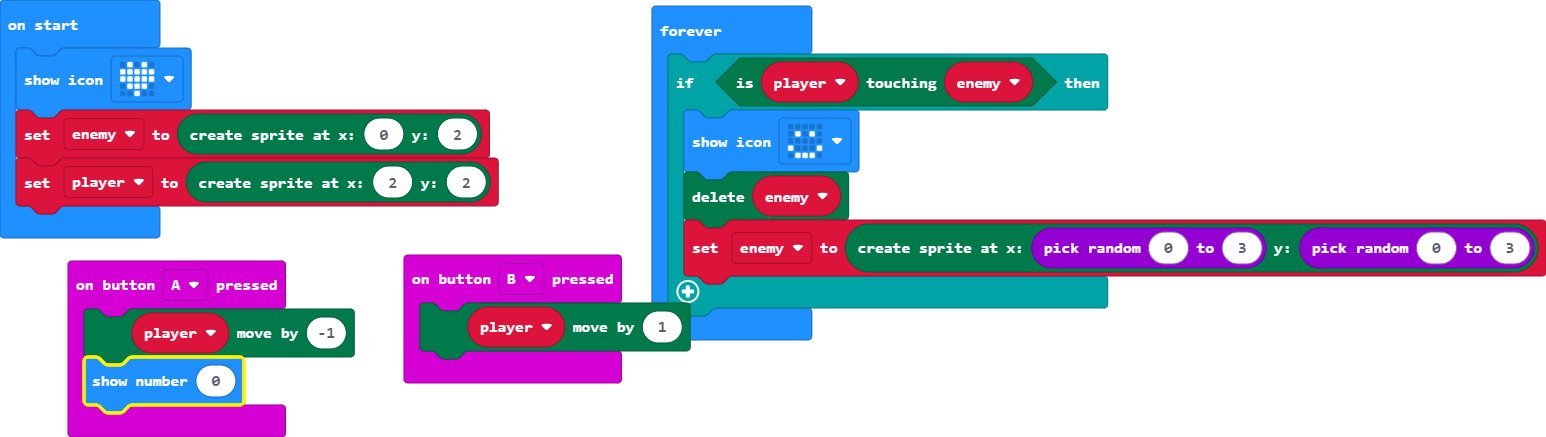 on start
show icon
set enemy to create sprite at x: 0 y: 2
set player to create sprite at x: 2 y: 2
on button A pressed
player move by -1
show number 0
on button B pressed
player move by 1
forever
if is player touching enemy then
show icon
delete enemy
set enemy to create sprite at x: pick random 0 to 3 y: pick random 0 to 3